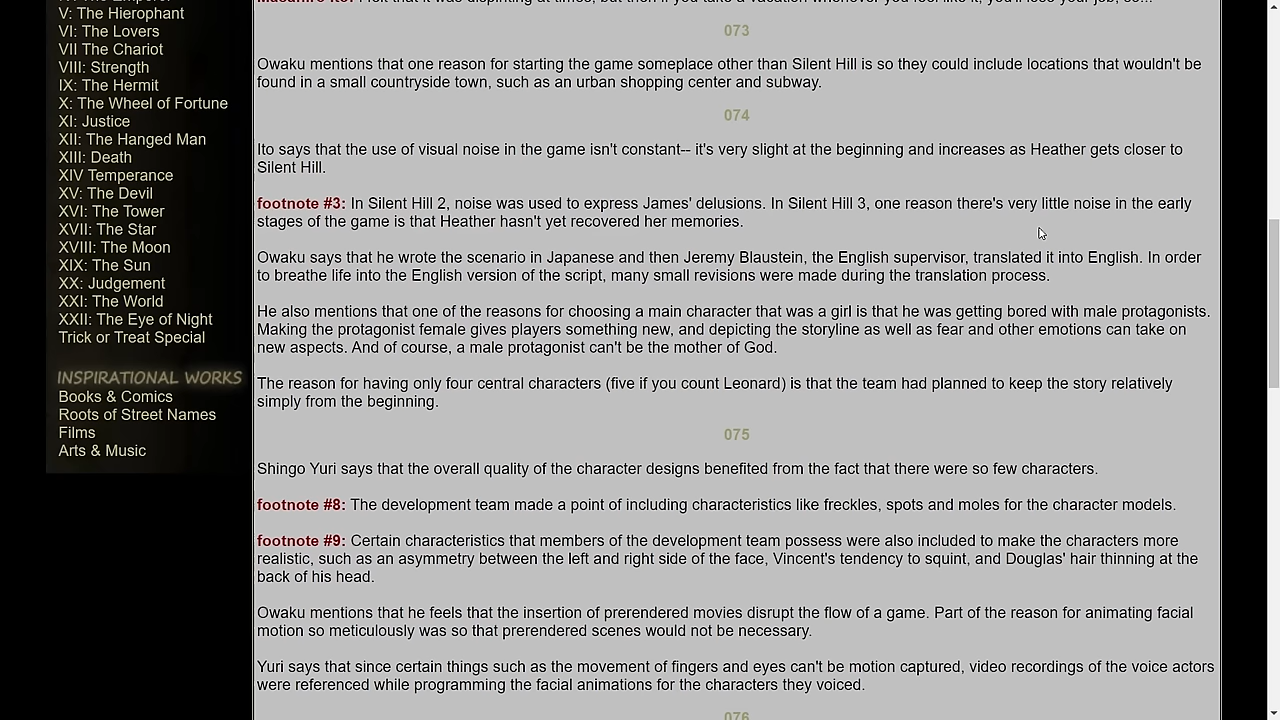 V: The Hierophant
VI: The Lovers
VII The Chariot
VIII: Strength
IX: The Hermit
X: The Wheel of Fortune
XI: Justice
XII: The Hanged Man
XIII: Death
XIV Temperance
XV: The Devil
XVI: The Tower
XVII: The Star
XVIII: The Moon
XIX: The Sun
XX: Judgement
XXI: The World
XXII: The Eye of Night
Trick or Treat Special
INSPIRATIONAL WORKS
Books & Comics
Roots of Street Names
Films
Arts & Music
073
Owaku mentions that one reason for starting the game someplace other than Silent Hill is so they could include locations that wouldn't be
found in a small countryside town, such as an urban shopping center and subway.
074
Ito says that the use of visual noise in the game isn't constant-- it's very slight at the beginning and increases as Heather gets closer to
Silent Hill.
footnote #3: In Silent Hill 2, noise was used to express James' delusions. In Silent Hill 3, one reason there's very little noise in the early
stages of the game is that Heather hasn't yet recovered her memories.
Owaku says that he wrote the scenario in Japanese and then Jeremy Blaustein, the English supervisor, translated it into English. In order
to breathe life into the English version of the script, many small revisions were made during the translation process.
He also mentions that one of the reasons for choosing a main character that was a girl is that he was getting bored with male protagonists.
Making the protagonist female gives players something new, and depicting the storyline as well as fear and other emotions can take on
new aspects. And of course, a male protagonist can't be the mother of God.
The reason for having only four central characters (five if you count Leonard) is that the team had planned to keep the story relatively
simply from the beginning.
075
Shingo Yuri says that the overall quality of the character designs benefited from the fact that there were so few characters.
footnote #8: The development team made a point of including characteristics like freckles, spots and moles for the character models.
footnote #9: Certain characteristics that members of the development team possess were also included to make the characters more
realistic, such as an asymmetry between the left and right side of the face, Vincent's tendency to squint, and Douglas' hair thinning at the
back of his head.
Owaku mentions that he feels that the insertion of prerendered movies disrupt the flow of a game. Part of the reason for animating facial
motion so meticulously was so that prerendered scenes would not be necessary.
Yuri says that since certain things such as the movement of fingers and eyes can't be motion captured, video recordings of the voice actors
were referenced while programming the facial animations for the characters they voiced.
076